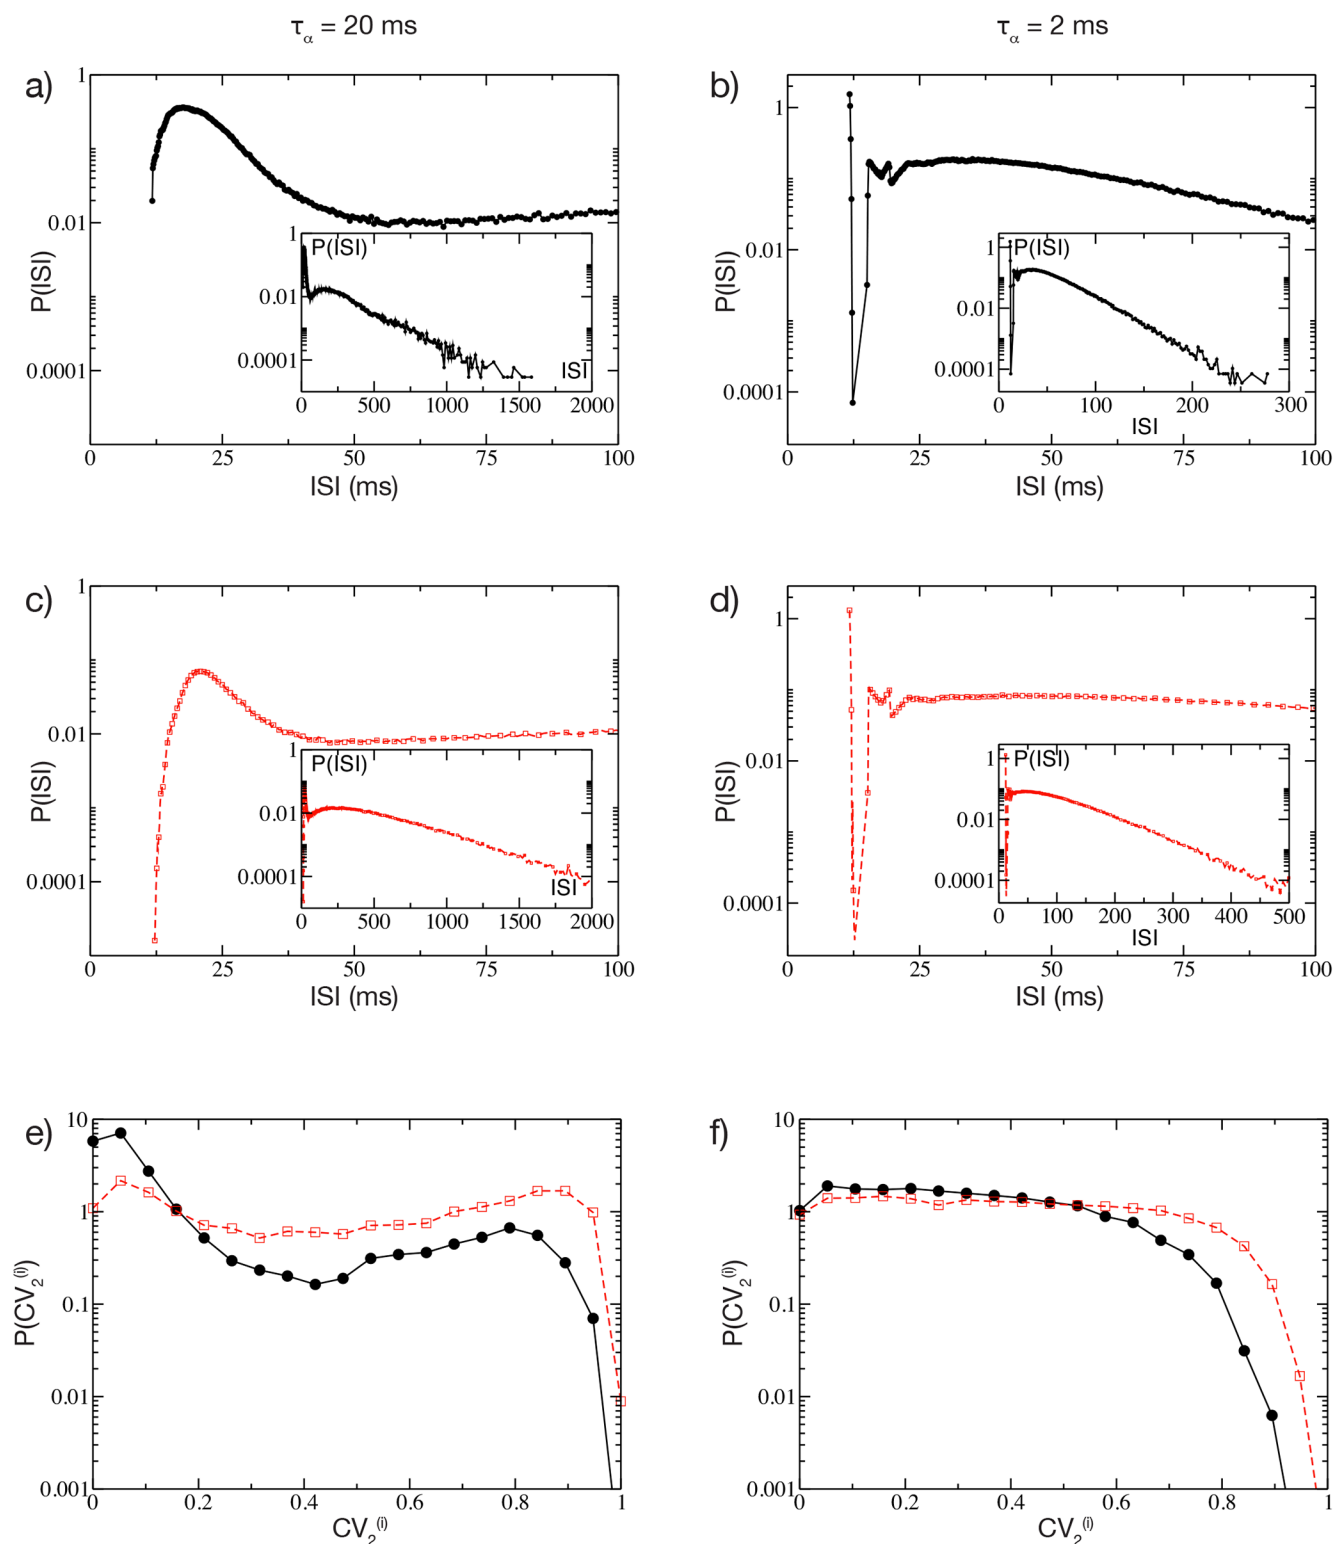 τα = 20 ms
τα = 2 ms
a)
1
0.01
0.0001
P(ISI)
0 25 50 75 100
ISI (ms)
P(ISI)
1
0.01
0.0001
ISI
0 500 1000 1500 2000
b)
1
0.01
0.0001
P(ISI)
0 25 50 75 100
ISI (ms)
P(ISI)
1
0.01
0.0001
0 100 200 300
ISI
c)
1
0.01
0.0001
P(ISI)
0 25 50 75 100
ISI (ms)
P(ISI)
1
0.01
0.0001
ISI
0 500 1000 1500 2000
d)
1
0.01
0.0001
P(ISI)
0 25 50 75 100
ISI (ms)
P(ISI)
1
0.01
0.0001
0 100 200 300 400 500
ISI
e)
10
1
0.1
0.01
0.001
P(CV2(i))
0 0.2 0.4 0.6 0.8 1
CV2(i)
f)
10
1
0.1
0.01
0.001
P(CV2(i))
0 0.2 0.4 0.6 0.8 1
CV2(i)